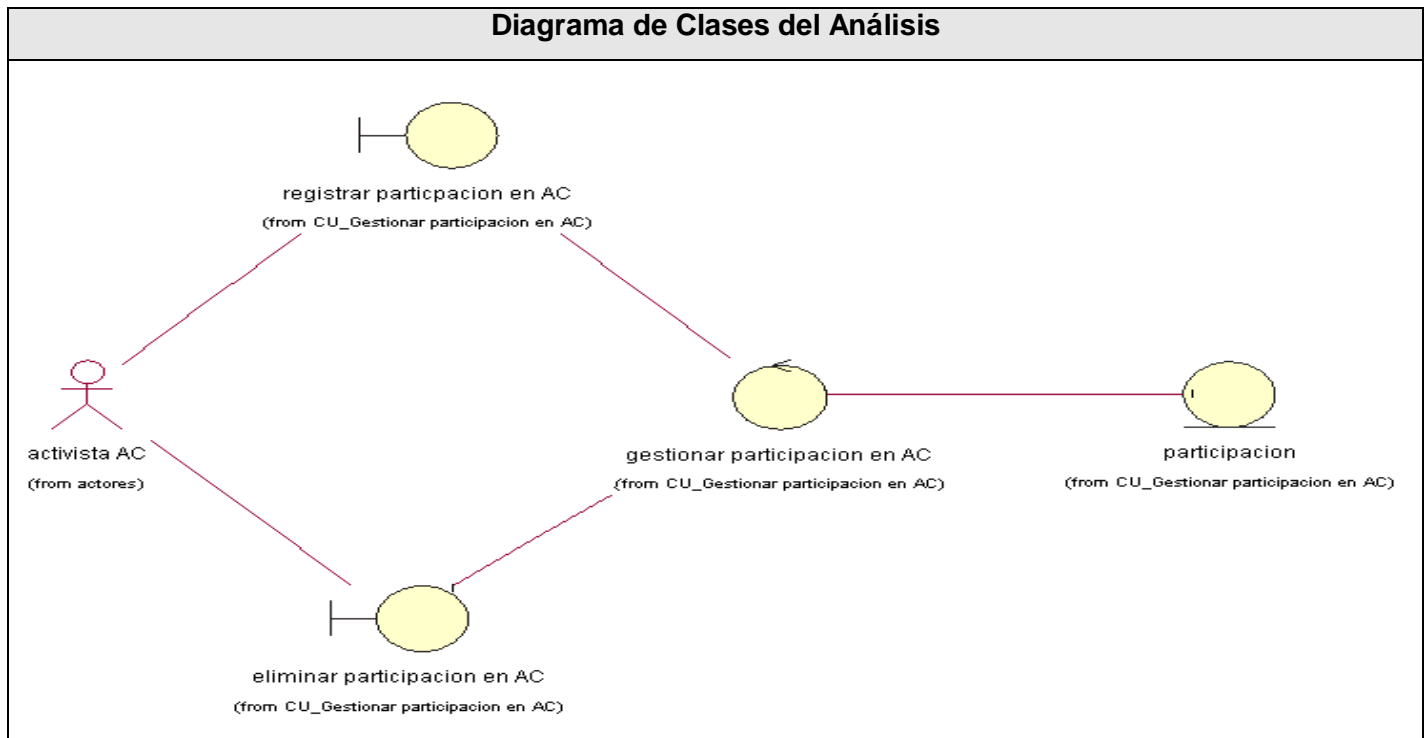 Diagrama de Clases del Análisis
registrar particpacion en AC
(from CU_Gestionar participacion en AC)
activista AC
(from actores)
gestionar participacion en AC
(from CU_Gestionar participacion en AC)
participacion
(from CU_Gestionar participacion en AC)
eliminar participacion en AC
(from CU_Gestionar participacion en AC)